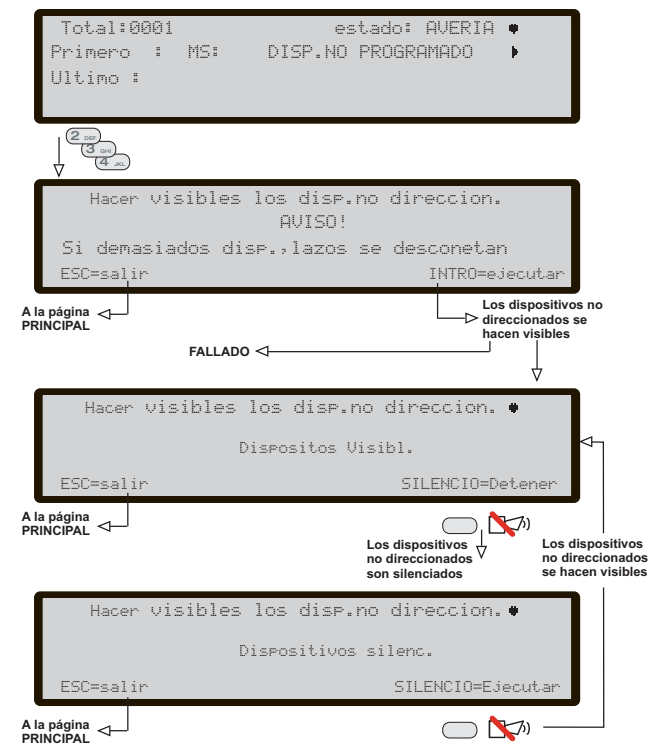 Total:0001 estado: AVERIA
Primero : MS: DISP.NO PROGRAMADO
Ultimo :
2 DEF
3 GHI
4 JKL
Hacer visibles los disp.no direccion.
AVISO!
Si demasiados disp.,lazos se desconetan
ESC=salir INTRO=ejecutar
A la página
PRINCIPAL
Los dispositivos no
direccionados se
hacen visibles
FALLADO
Hacer visibles los disp.no direccion.
Dispositos Visibl.
ESC=salir SILENCIO=Detener
A la página
PRINCIPAL
Los dispositivos
no direccionados
son silenciados
Los dispositivos
no direccionados
se hacen visibles
Hacer visibles los disp.no direccion.
Dispositivos silenc.
ESC=salir SILENCIO=Ejecutar
A la página
PRINCIPAL